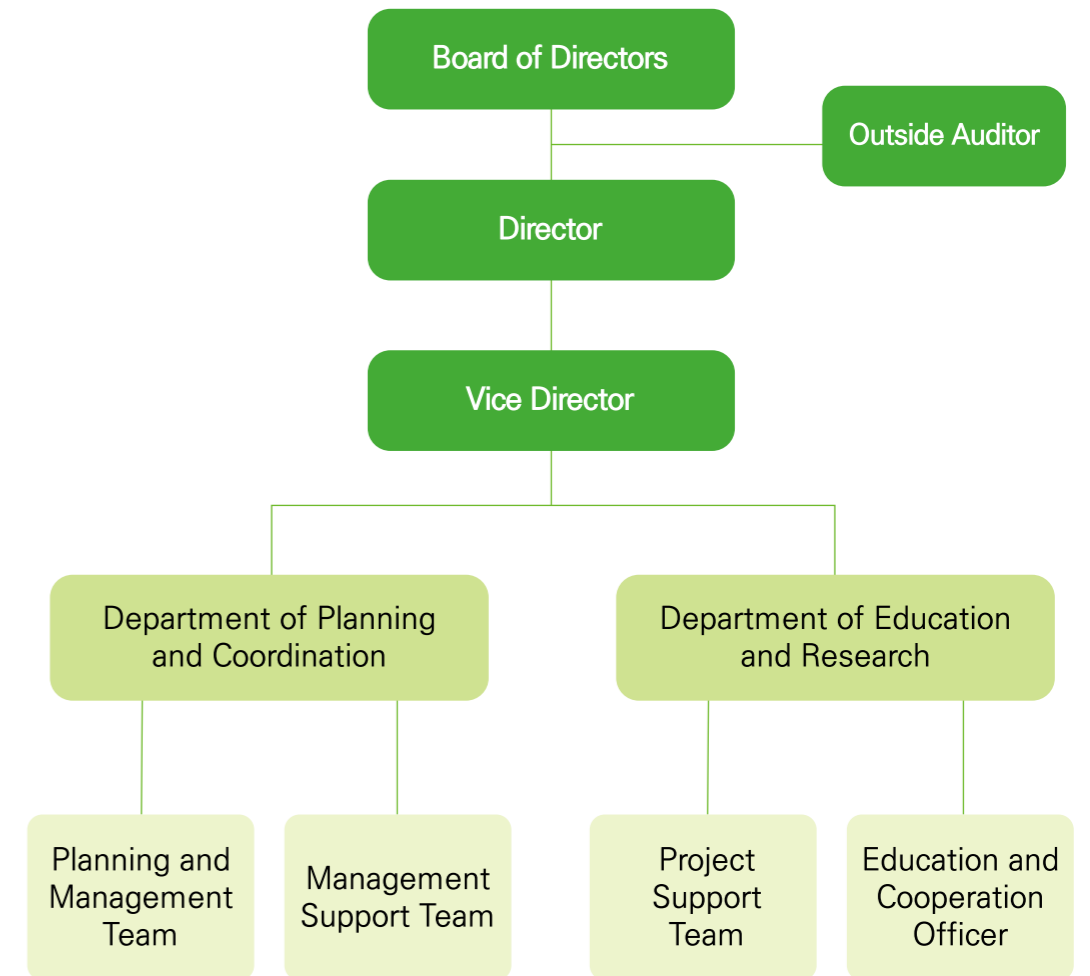 Board of Directors
Outside Auditor
Director
Vice Director
Department of Planning
and Coordination
Department of Education
and Research
Planning and
Management
Team
Management
Support Team
Project
Support
Team
Education and
Cooperation
Officer